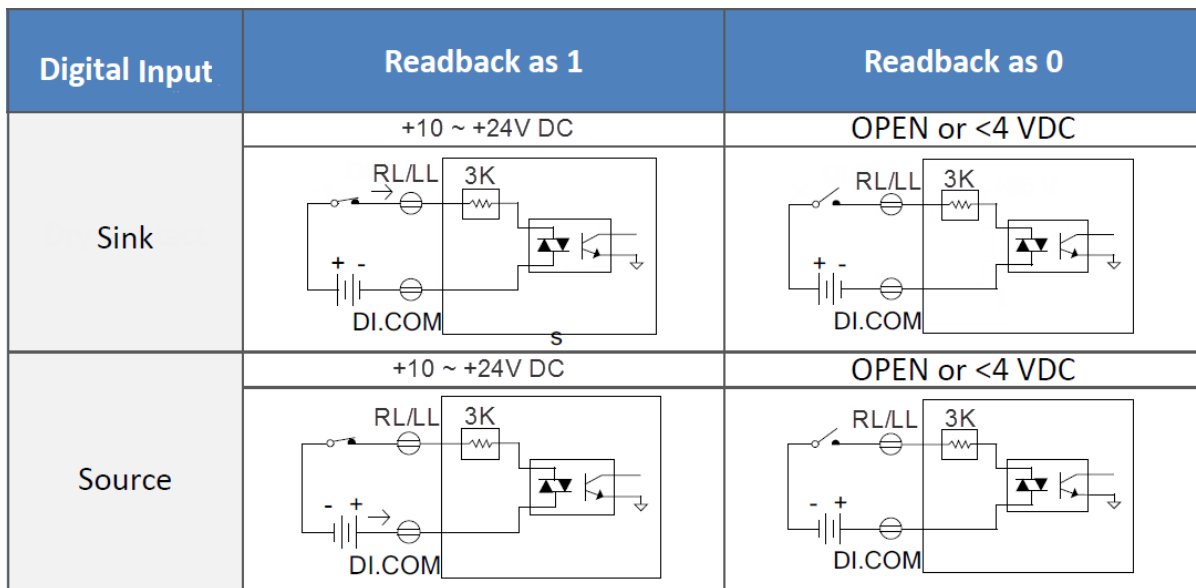 Digital Input
Readback as 1
Readback as 0
Sink
+10 ~ +24V DC
OPEN or <4 VDC
RL/LL 3K
+ -
DI.COM
s
RL/LL 3K
+ -
DI.COM
Source
+10 ~ +24V DC
OPEN or <4 VDC
RL/LL 3K
- +
DI.COM
RL/LL 3K
- +
DI.COM